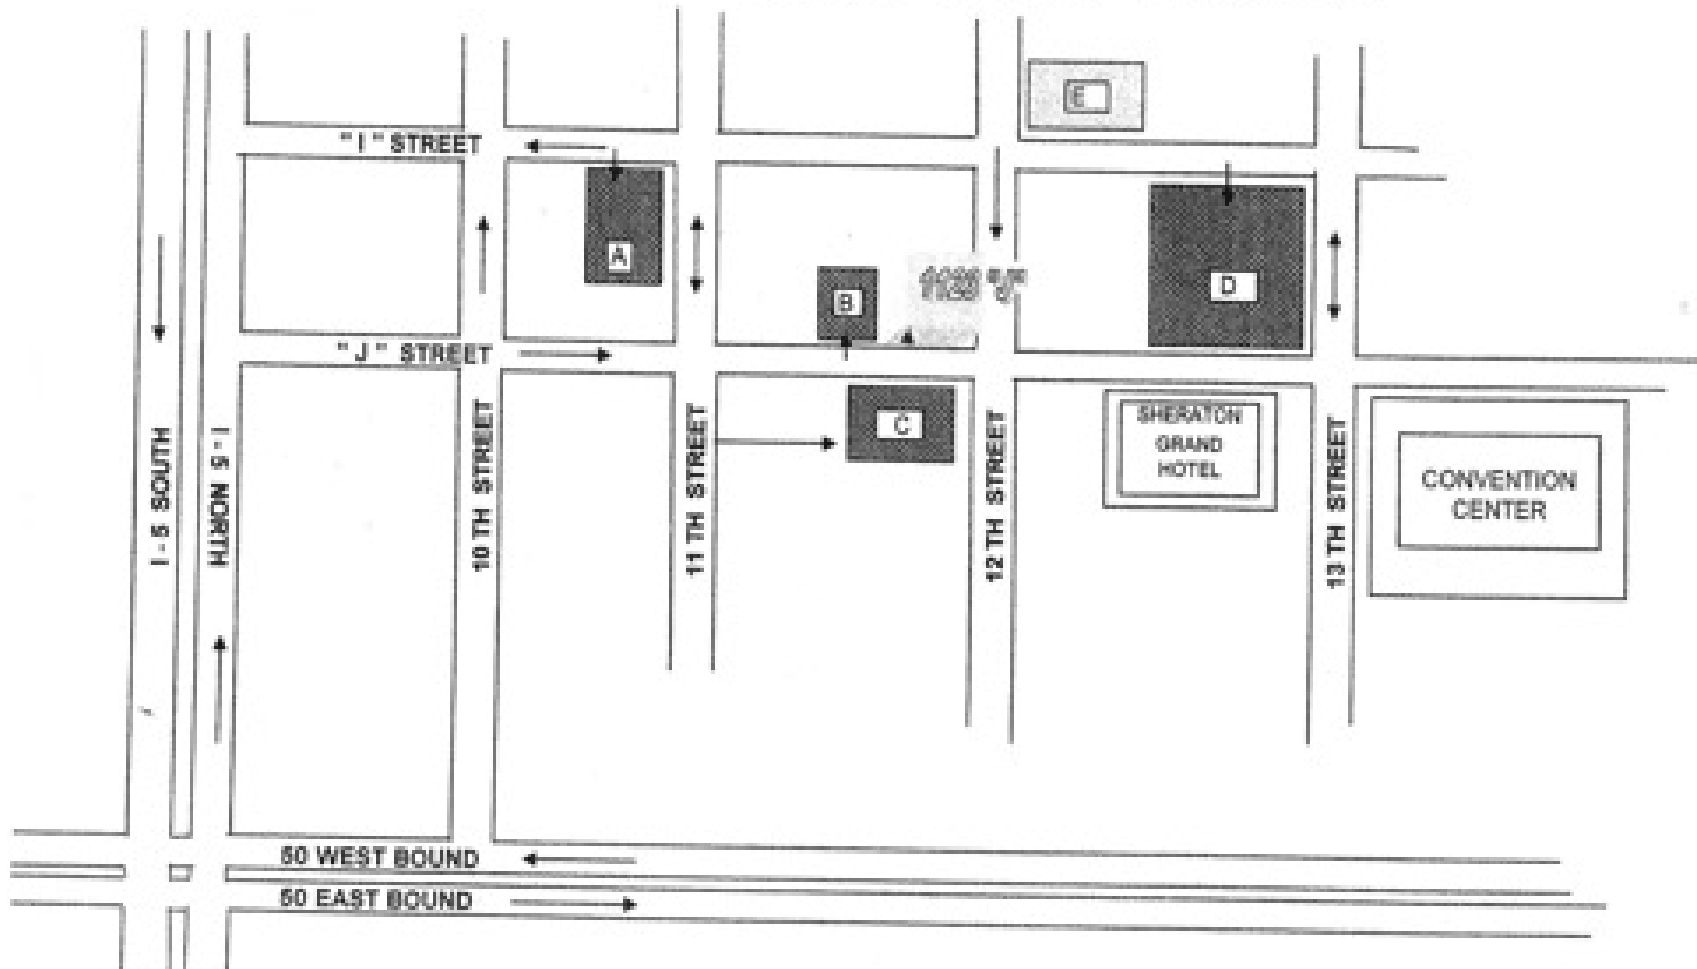 E
" I " STREET
A
B
1123 "J"
D
" J " STREET
C
SHERATON
GRAND
HOTEL
CONVENTION
CENTER
I - 5 SOUTH
I - 5 NORTH
10 TH STREET
11 TH STREET
12 TH STREET
13 TH STREET
50 WEST BOUND
50 EAST BOUND